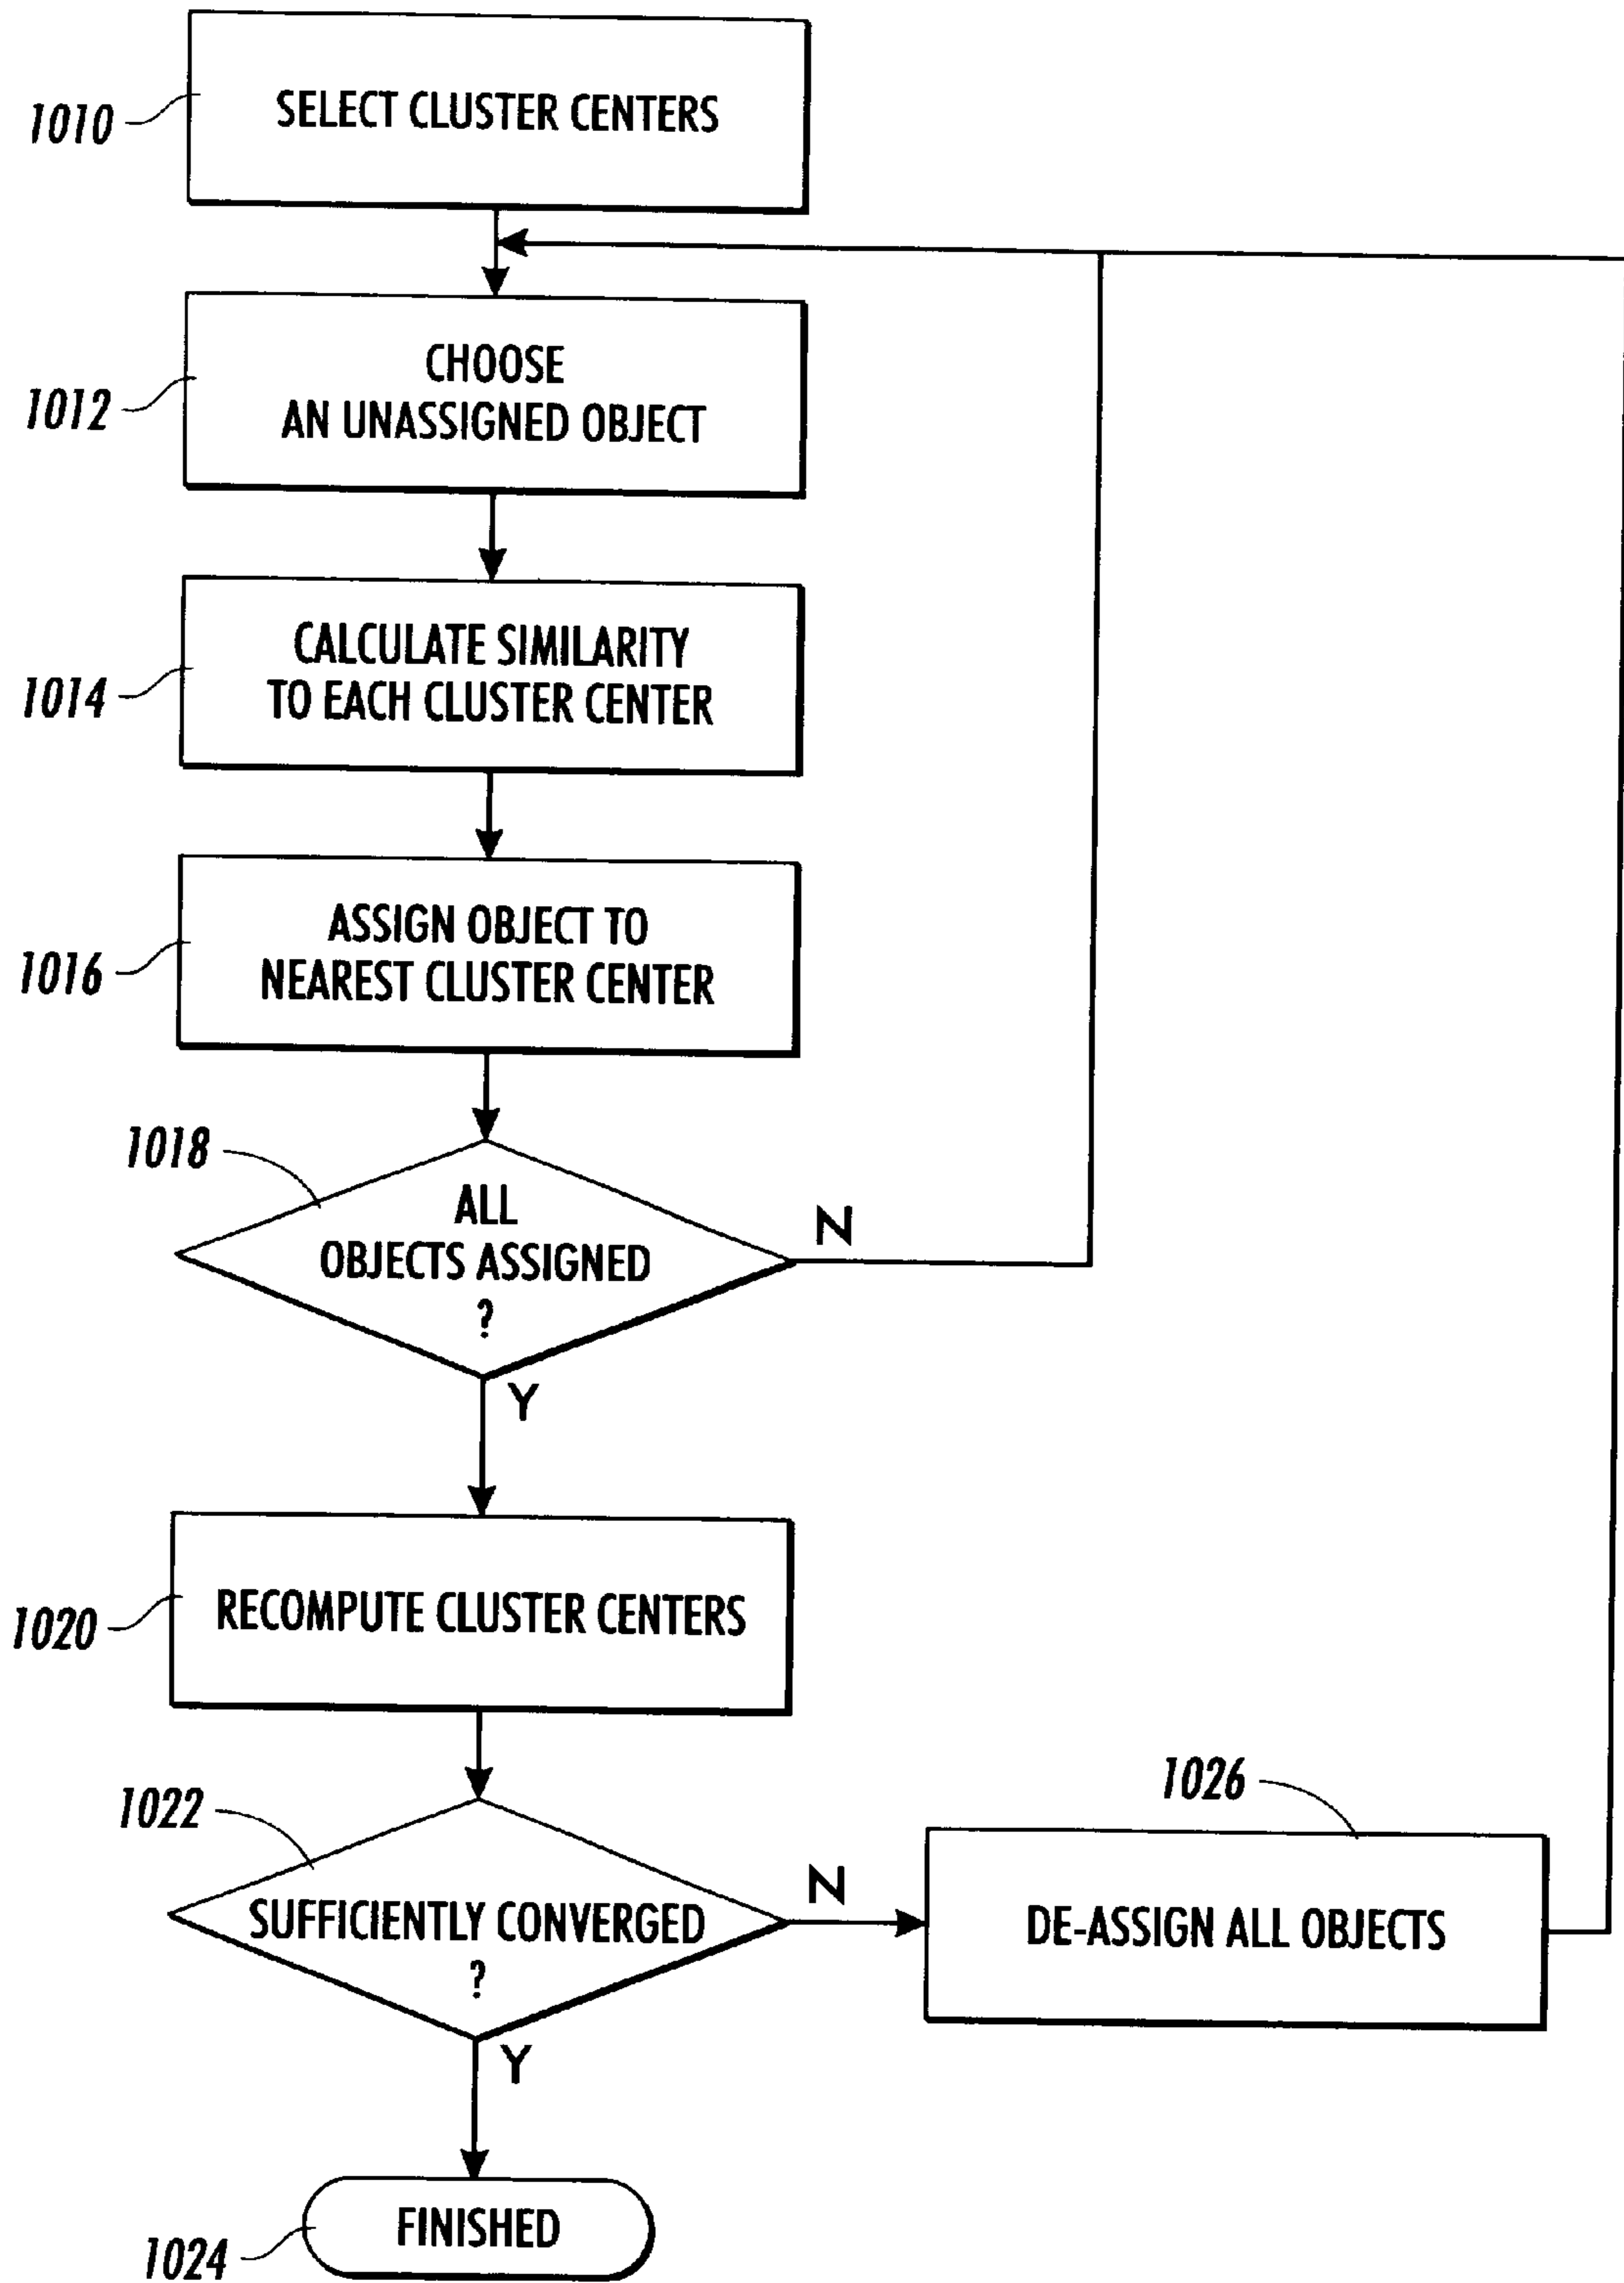 1010
SELECT CLUSTER CENTERS
1012
CHOOSE
AN UNASSIGNED OBJECT
1014
CALCULATE SIMILARITY
TO EACH CLUSTER CENTER
1016
ASSIGN OBJECT TO
NEAREST CLUSTER CENTER
1018
ALL
OBJECTS ASSIGNED
?
N
Y
1020
RECOMPUTE CLUSTER CENTERS
1022
SUFFICIENTLY CONVERGED
?
N
Y
1026
DE-ASSIGN ALL OBJECTS
1024
FINISHED